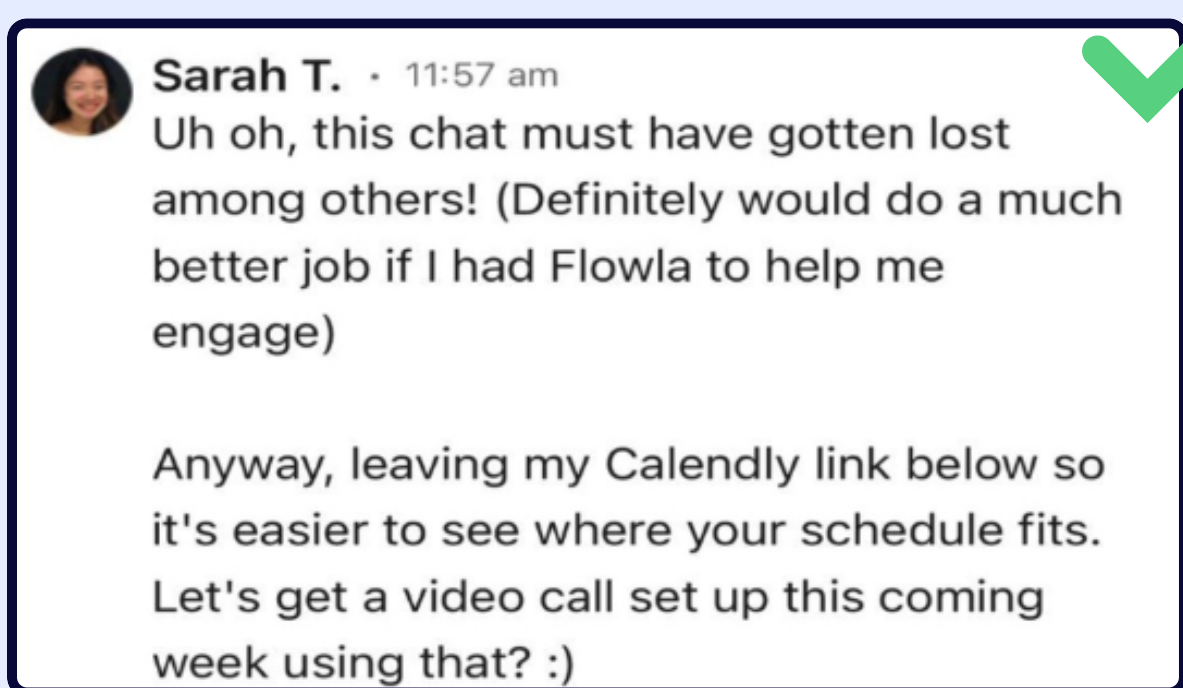 Sarah T. · 11:57 am
Uh oh, this chat must have gotten lost
among others! (Definitely would do a much
better job if I had Flowla to help me
engage)
Anyway, leaving my Calendly link below so
it's easier to see where your schedule fits.
Let's get a video call set up this coming
week using that? :)